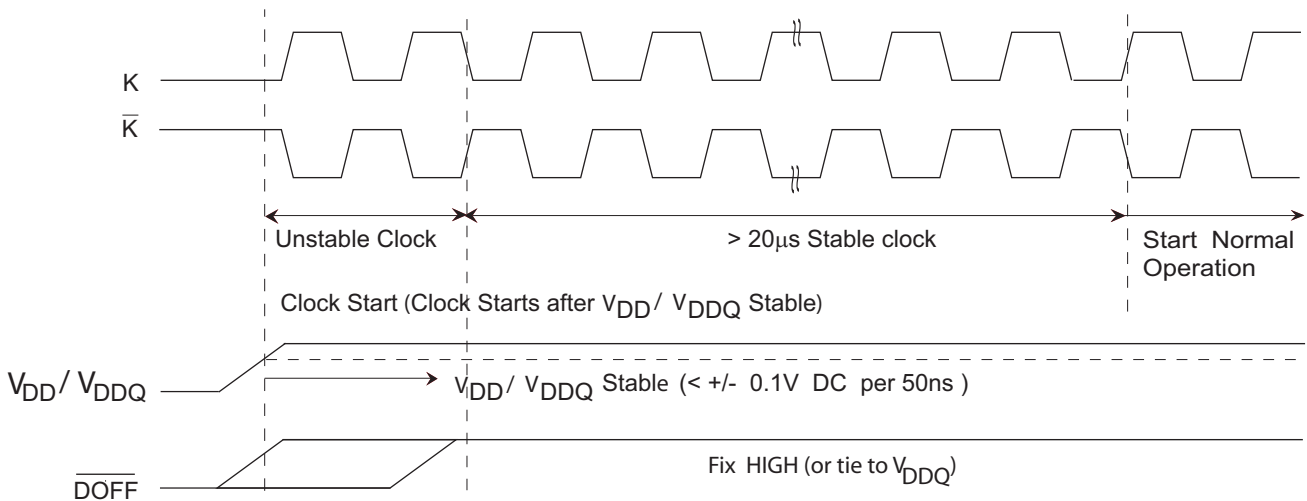 K
K
Unstable Clock
> 20µs Stable clock
Start Normal
Operation
Clock Start (Clock Starts after VDD / VDDQ Stable)
VDD / VDDQ
VDD / VDDQ Stable (< +/- 0.1V DC per 50ns )
Fix HIGH (or tie to VDDQ)
DOFF